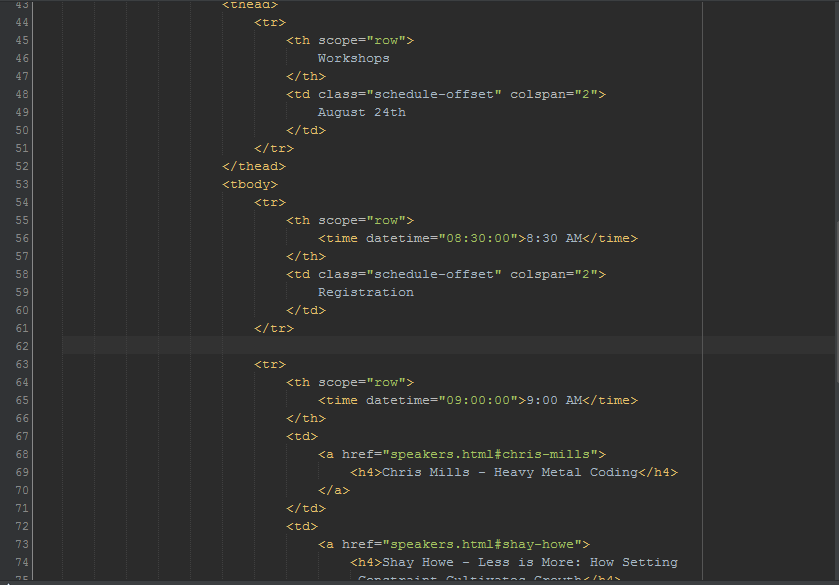 43 <thead>
44 <tr>
45 <th scope="row">
46 Workshops
47 </th>
48 <td class="schedule-offset" colspan="2">
49 August 24th
50 </td>
51 </tr>
52 </thead>
53 <tbody>
54 <tr>
55 <th scope="row">
56 <time datetime="08:30:00">8:30 AM</time>
57 </th>
58 <td class="schedule-offset" colspan="2">
59 Registration
60 </td>
61 </tr>
62
63 <tr>
64 <th scope="row">
65 <time datetime="09:00:00">9:00 AM</time>
66 </th>
67 <td>
68 <a href="speakers.html#chris-mills">
69 <h4>Chris Mills - Heavy Metal Coding</h4>
70 </a>
71 </td>
72 <td>
73 <a href="speakers.html#shay-howe">
74 <h4>Shay Howe - Less is More: How Setting
75 Constraint Cultivates Growth</h4>